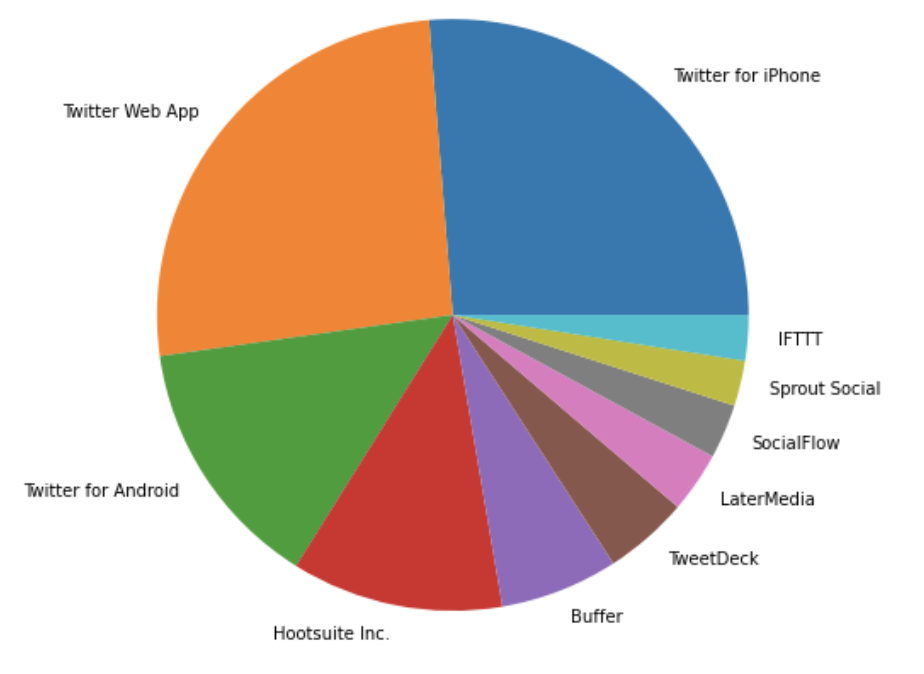 Twitter for iPhone
Twitter Web App
IFTTT
Sprout Social
SocialFlow
Twitter for Android
LaterMedia
TweetDeck
Buffer
Hootsuite Inc.